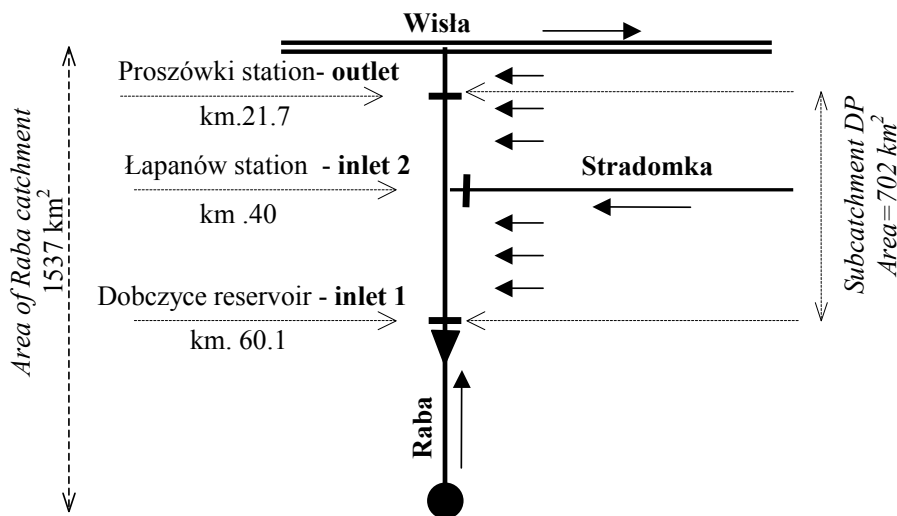 Wisła
Proszówki station- outlet
km.21.7
Łapanów station - inlet 2
km .40
Stradomka
Dobczyce reservoir - inlet 1
km. 60.1
Raba
Area of Raba catchment
1537 km²
Subcatchment DP
Area=702 km²